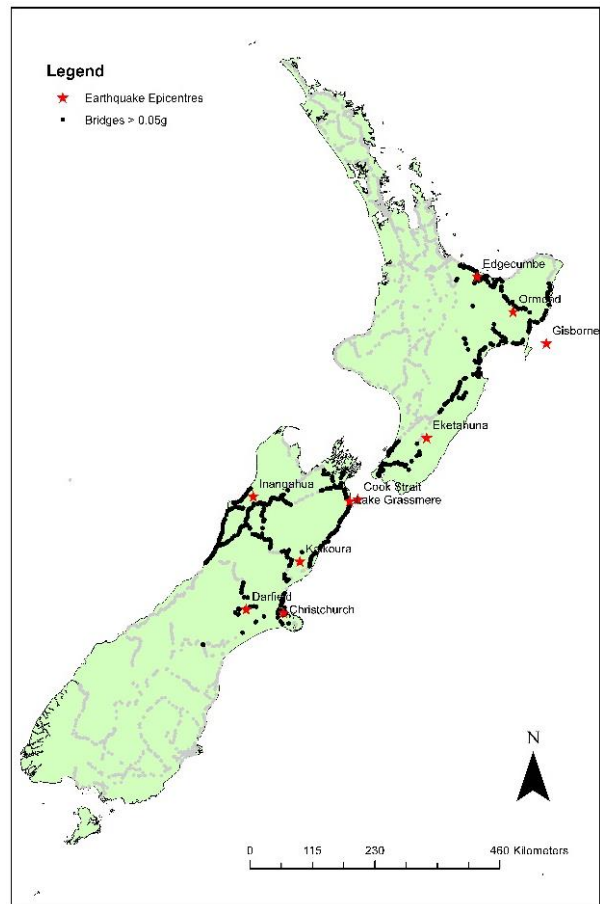 Legend
Earthquake Epicentres
Bridges > 0.05g
Edgecumbe
Ormond
Gisborne
Eketahuna
Inangahua
Cook Strait
Lake Grassmere
Kaikoura
Darfield
Christchurch
N
0 115 230 460 Kilometers